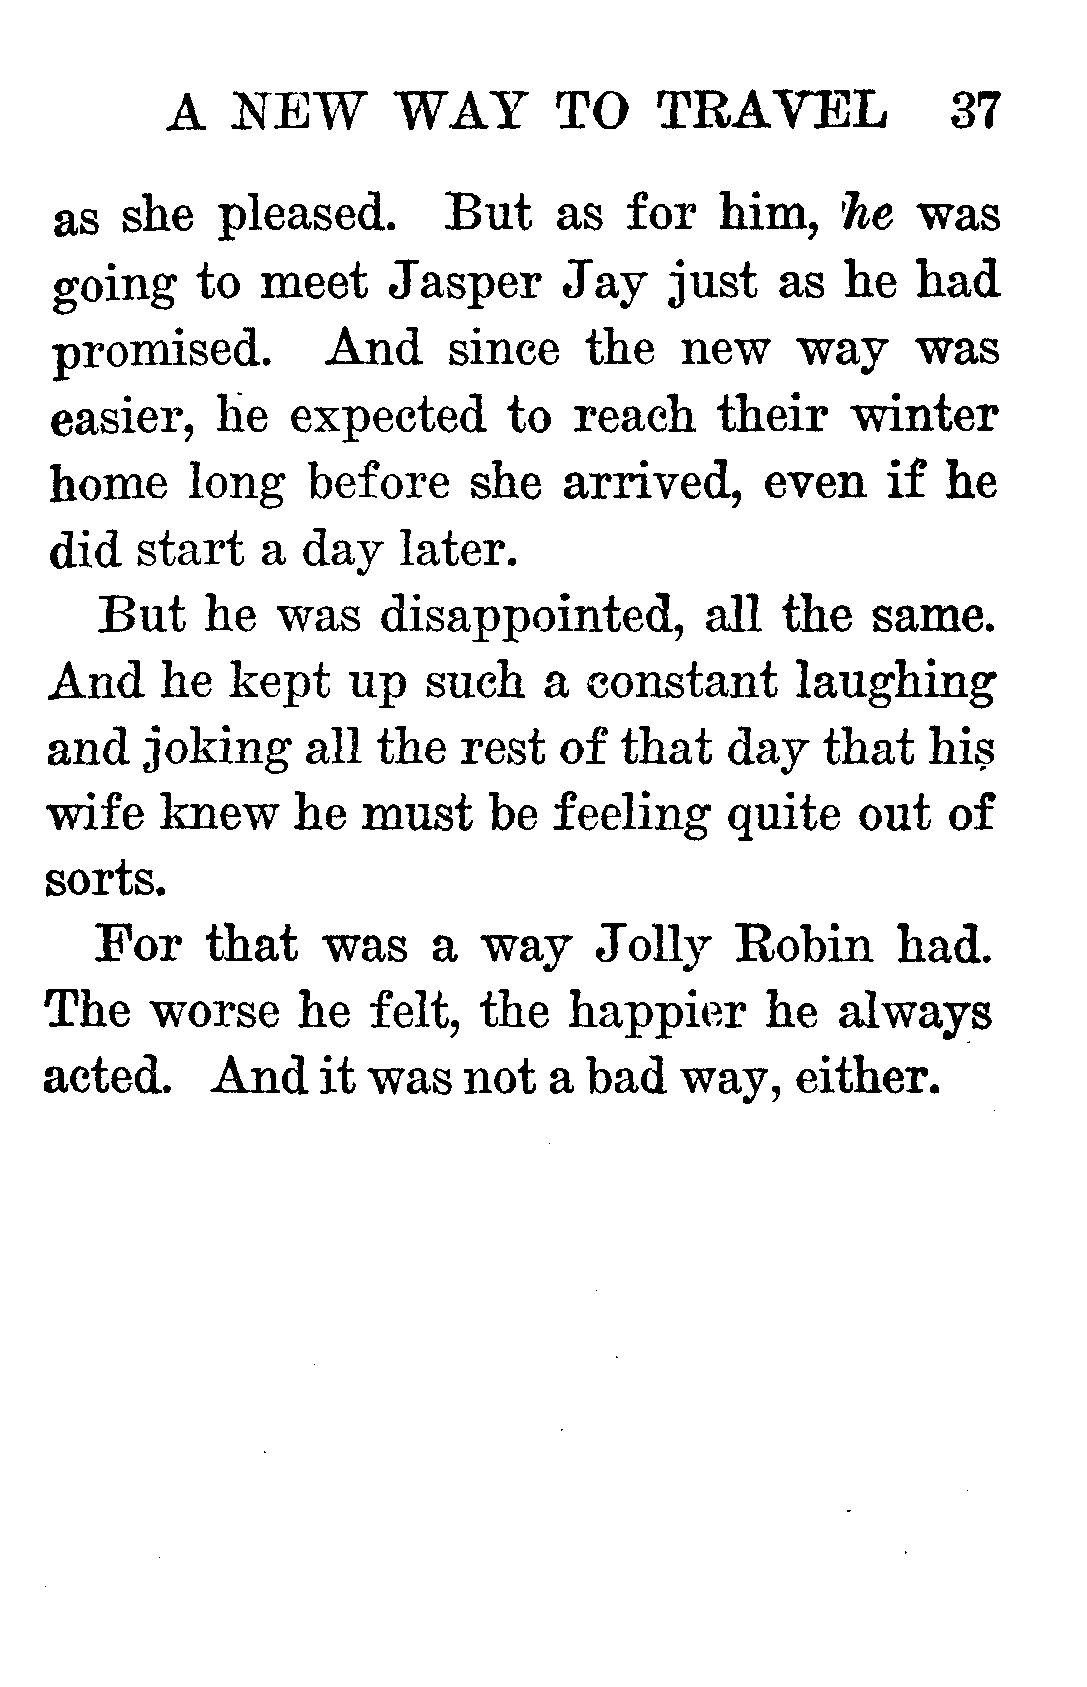 A NEW WAY TO TRAVEL 37
as she pleased. But as for him, he was
going to meet Jasper Jay just as he had
promised. And since the new way was
easier, he expected to reach their winter
home long before she arrived, even if he
did start a day later.
But he was disappointed, all the same.
And he kept up such a constant laughing
and joking all the rest of that day that his
wife knew he must be feeling quite out of
sorts.
For that was a way Jolly Robin had.
The worse he felt, the happier he always
acted. And it was not a bad way, either.